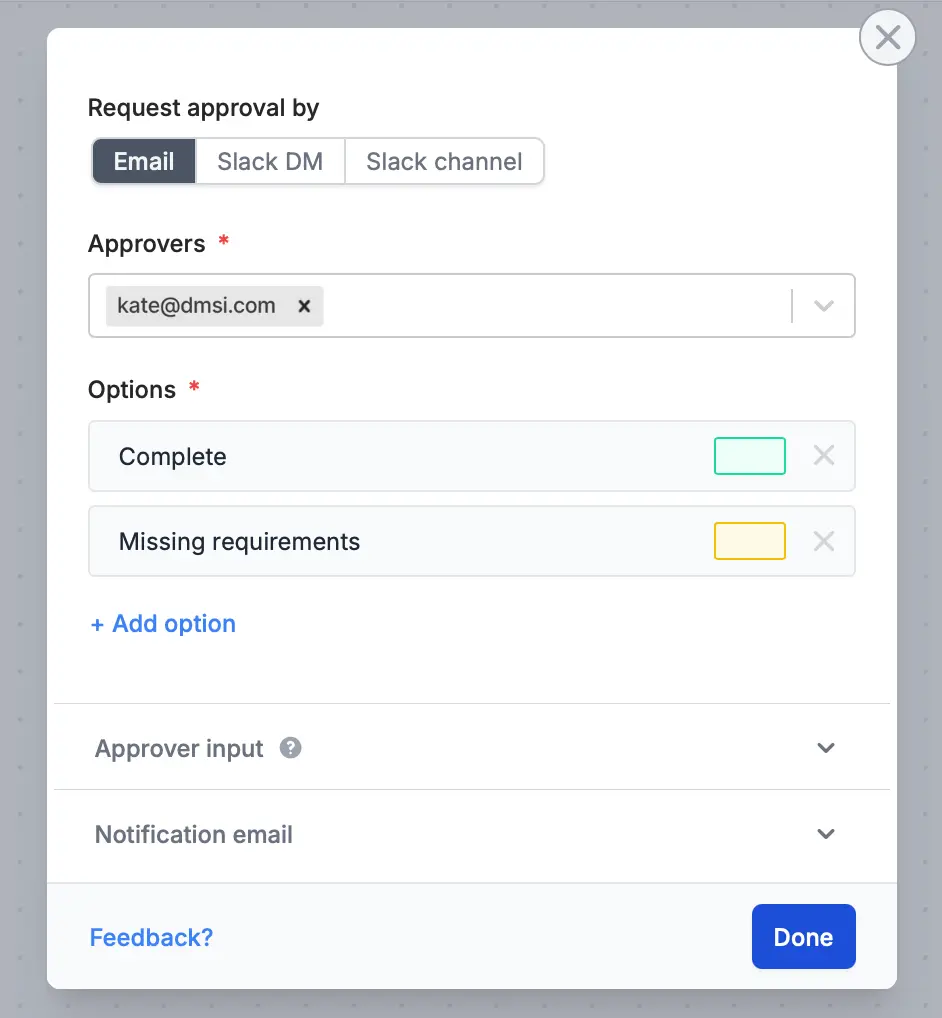 Request approval by
Email Slack DM Slack channel
Approvers *
kate@dmsi.com
Options *
Complete
Missing requirements
+ Add option
Approver input ?
Notification email
Feedback? Done